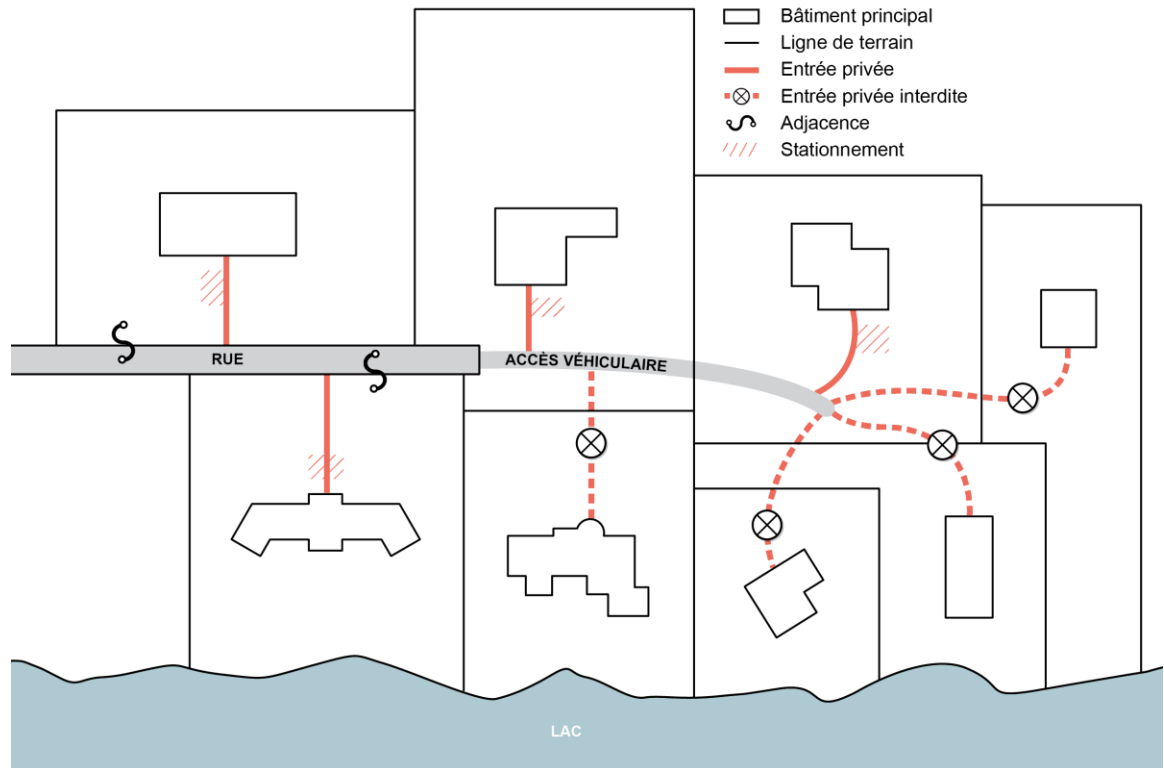 Bâtiment principal
Ligne de terrain
Entrée privée
Entrée privée interdite
Adjacence
Stationnement
RUE
ACCÈS VÉHICULAIRE
LAC